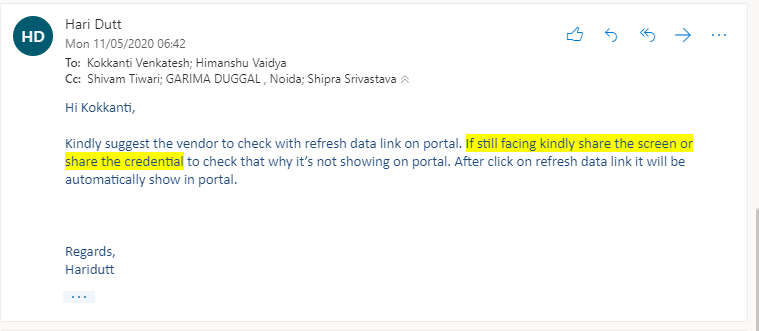 HD
Hari Dutt
Mon 11/05/2020 06:42
To: Kokkanti Venkatesh; Himanshu Vaidya
Cc: Shivam Tiwari; GARIMA DUGGAL , Noida; Shipra Srivastava
Hi Kokkanti,
Kindly suggest the vendor to check with refresh data link on portal. If still facing kindly share the screen or
share the credential to check that why it's not showing on portal. After click on refresh data link it will be
automatically show in portal.
Regards,
Haridutt